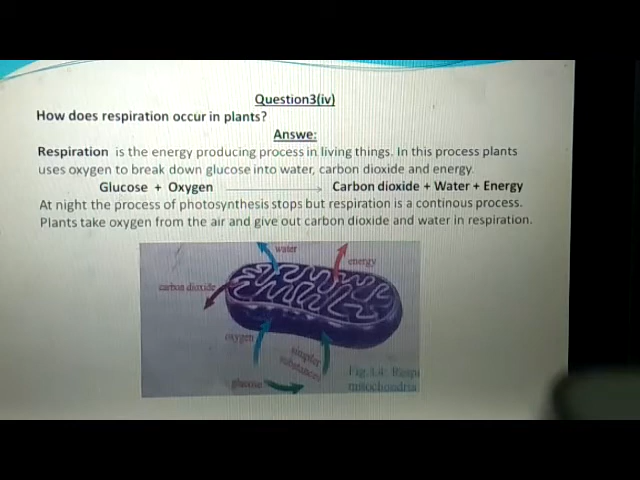 Question3(iv)
How does respiration occur in plants?
Answe:
Respiration is the energy producing process in living things. In this process plants
uses oxygen to break down glucose into water, carbon dioxide and energy.
Glucose + Oxygen Carbon dioxide + Water + Energy
At night the process of photosynthesis stops but respiration is a continous process.
Plants take oxygen from the air and give out carbon dioxide and water in respiration.
water
energy
carbon dioxide
oxygen
simpler
substances
glucose
Fig.3.4: Respi
mitochondria